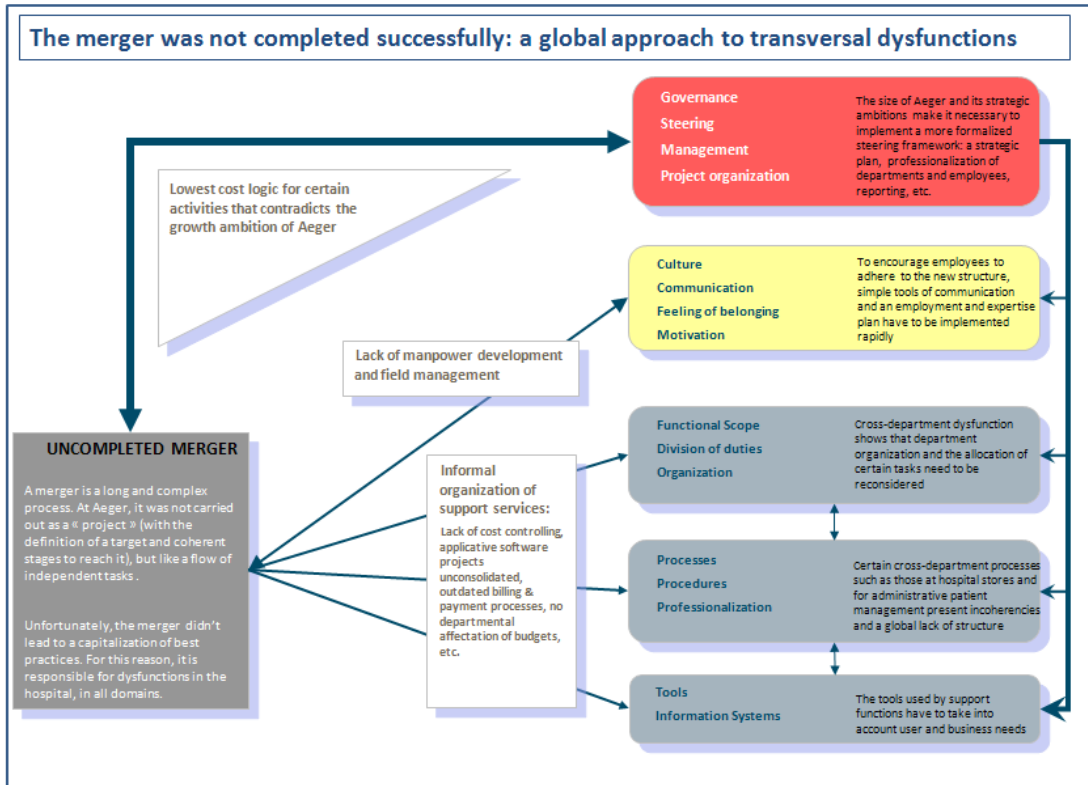 The merger was not completed successfully: a global approach to transversal dysfunctions
Governance
Steering
Management
Project organization
The size of Aeger and its strategic
ambitions make it necessary to
implement a more formalized
steering framework: a strategic
plan, professionalization of
departments and employees,
reporting, etc.
Lowest cost logic for certain
activities that contradicts the
growth ambition of Aeger
Culture
Communication
Feeling of belonging
Motivation
To encourage employees to
adhere to the new structure,
simple tools of communication
and an employment and expertise
plan have to be implemented
rapidly
Lack of manpower development
and field management
UNCOMPLETED MERGER
A merger is a long and complex
process. At Aeger, it was not carried
out as a « project » (with the
definition of a target and coherent
stages to reach it), but like a flow of
independent tasks .
Unfortunately, the merger didn't
lead to a capitalization of best
practices. For this reason, it is
responsible for dysfunctions in the
hospital, in all domains.
Informal
organization of
support services:
Lack of cost controlling,
applicative software
projects
unconsolidated,
outdated billing &
payment processes, no
departmental
affectation of budgets,
etc.
Functional Scope
Division of duties
Organization
Cross-department dysfunction
shows that department
organization and the allocation of
certain tasks need to be
reconsidered
Processes
Procedures
Professionalization
Certain cross-department processes
such as those at hospital stores and
for administrative patient
management present incoherencies
and a global lack of structure
Tools
Information Systems
The tools used by support
functions have to take into
account user and business needs